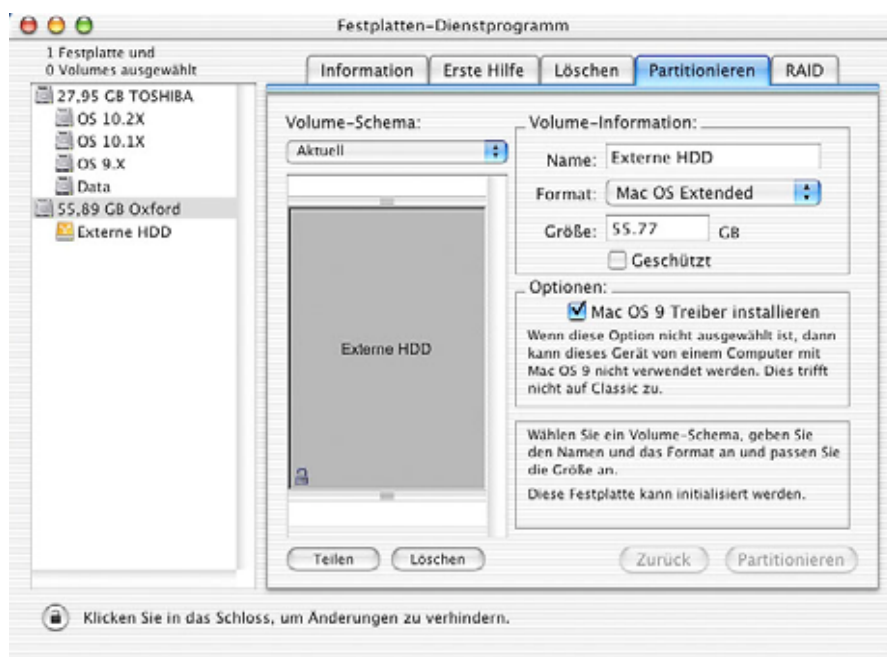 Festplatten-Dienstprogramm
1 Festplatte und
0 Volumes ausgewählt
27,95 GB TOSHIBA
OS 10.2X
OS 10.1X
OS 9.X
Data
55,89 GB Oxford
Externe HDD
Information
Erste Hilfe
Löschen
Partitionieren
RAID
Volume-Schema:
Aktuell
Externe HDD
Teilen
Löschen
Volume-Information:
Name: Externe HDD
Format: Mac OS Extended
Größe: 55.77 GB
Geschützt
Optionen:
Mac OS 9 Treiber installieren
Wenn diese Option nicht ausgewählt ist, dann
kann dieses Gerät von einem Computer mit
Mac OS 9 nicht verwendet werden. Dies trifft
nicht auf Classic zu.
Wählen Sie ein Volume-Schema, geben Sie
den Namen und das Format an und passen Sie
die Größe an.
Diese Festplatte kann initialisiert werden.
Zurück
Partitionieren
Klicken Sie in das Schloss, um Änderungen zu verhindern.